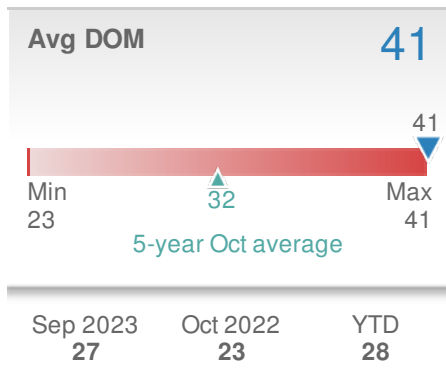 Avg DOM 41
41
Min Max
23 32 41
5-year Oct average
Sep 2023 Oct 2022 YTD
27 23 28